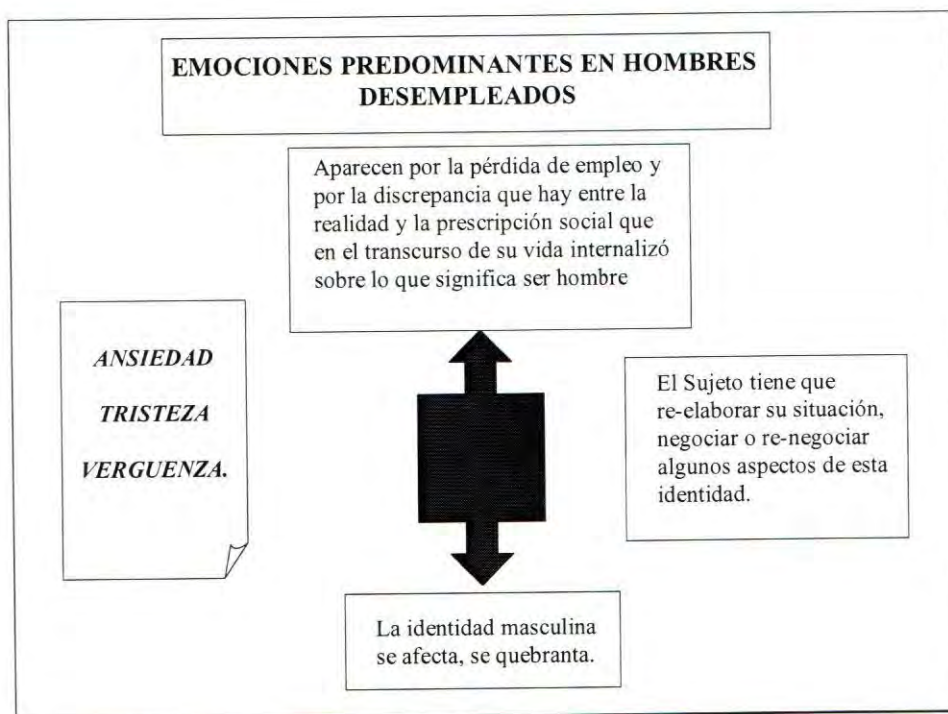 EMOCIONES PREDOMINANTES EN HOMBRES
DESEMPLEADOS
Aparecen por la pérdida de empleo y
por la discrepancia que hay entre la
realidad y la prescripción social que
en el transcurso de su vida internalizó
sobre lo que significa ser hombre
ANSIEDAD
TRISTEZA
VERGUENZA.
El Sujeto tiene que
re-elaborar su situación,
negociar o re-negociar
algunos aspectos de esta
identidad.
La identidad masculina
se afecta, se quebranta.